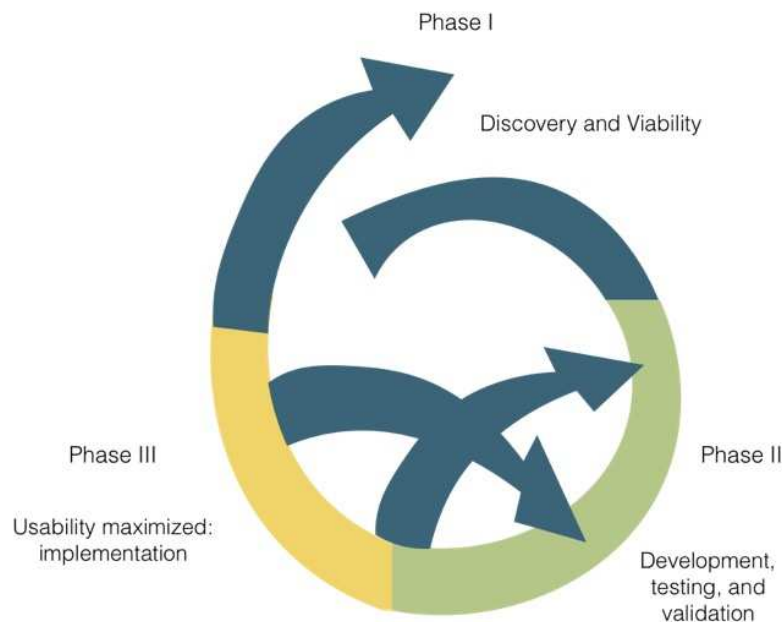 Phase I
Discovery and Viability
Phase III
Usability maximized:
implementation
Phase II
Development,
testing, and
validation